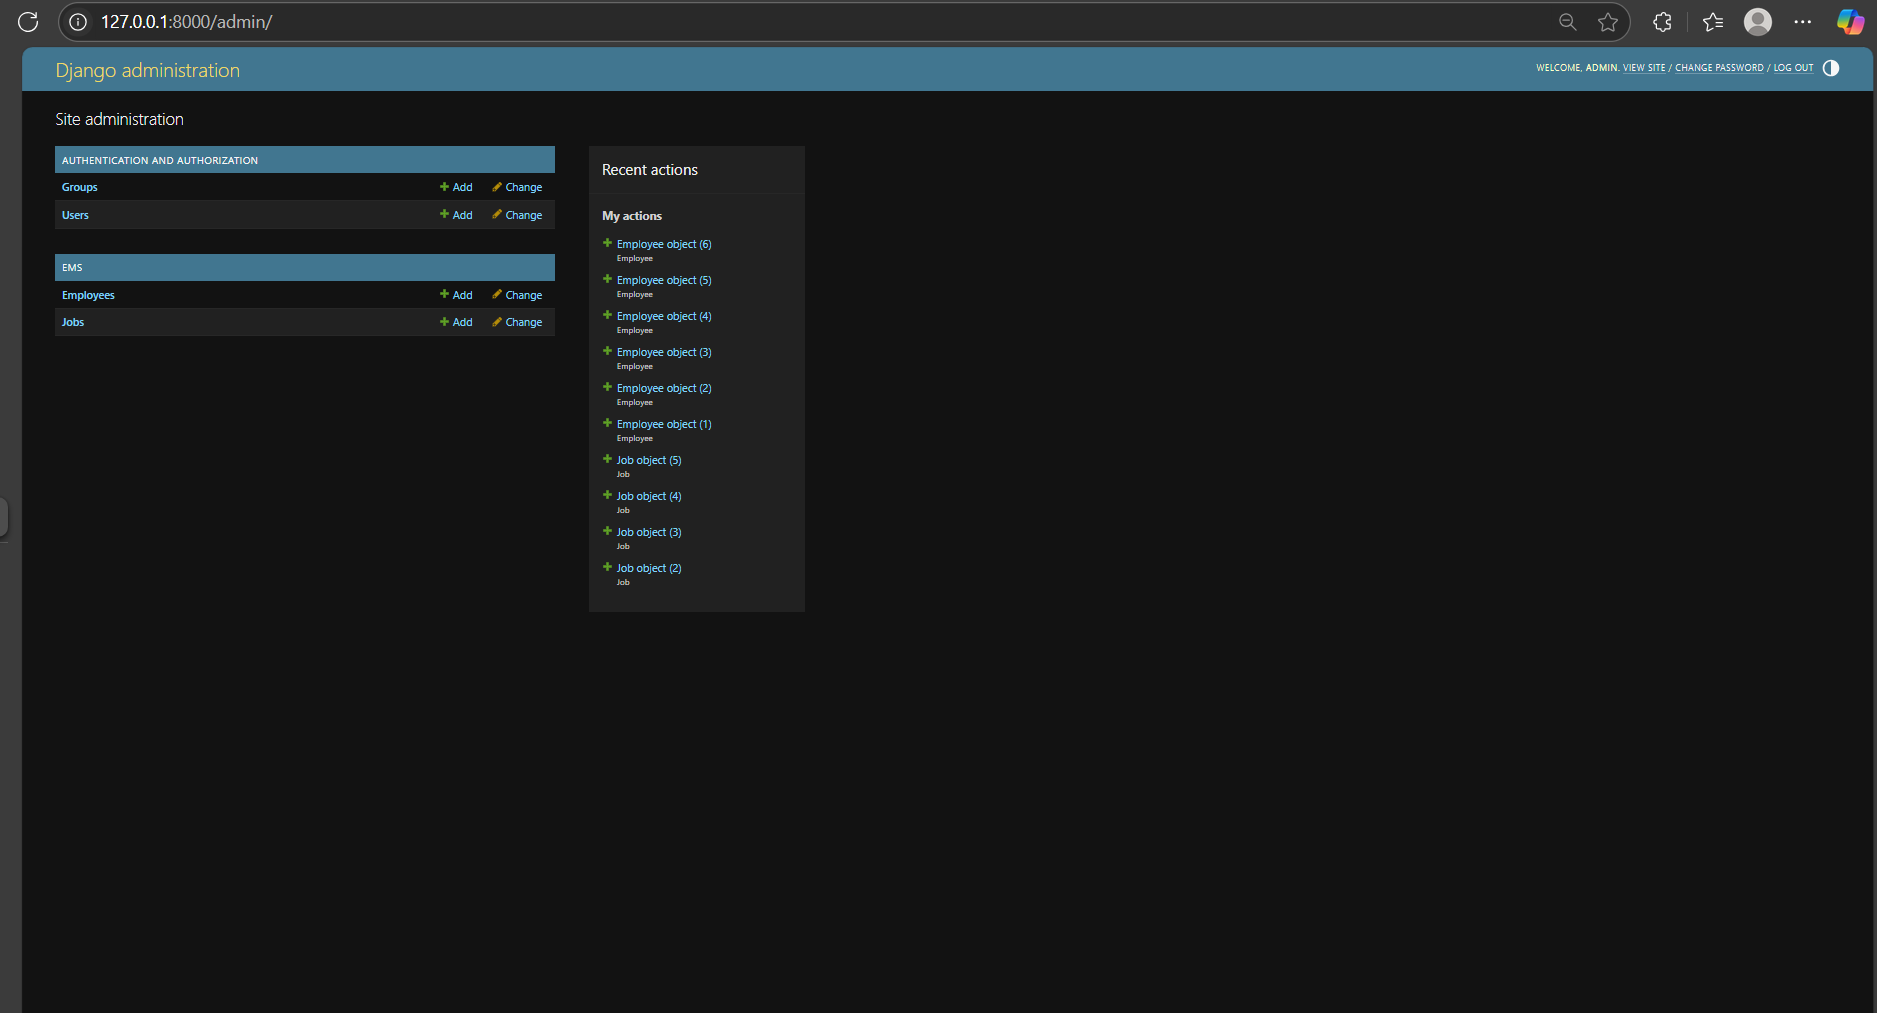 127.0.0.1:8000/admin/
Django administration
WELCOME, ADMIN. VIEW SITE / CHANGE PASSWORD / LOG OUT
Site administration
AUTHENTICATION AND AUTHORIZATION
Groups Add Change
Users Add Change
EMS
Employees Add Change
Jobs Add Change
Recent actions
My actions
Employee object (6)
Employee
Employee object (5)
Employee
Employee object (4)
Employee
Employee object (3)
Employee
Employee object (2)
Employee
Employee object (1)
Employee
Job object (5)
Job
Job object (4)
Job
Job object (3)
Job
Job object (2)
Job